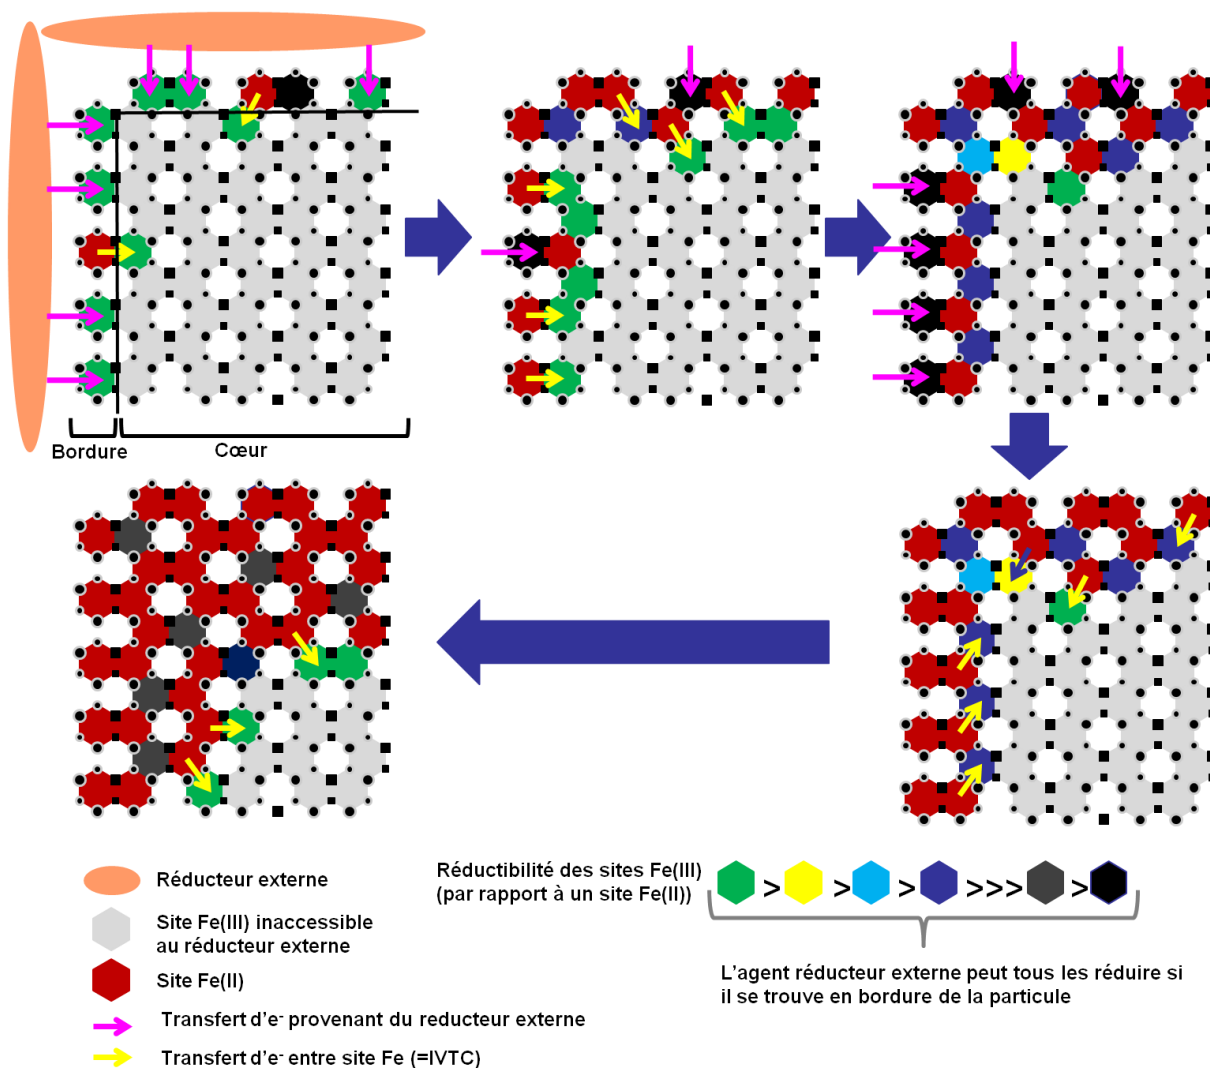 Bordure
Cœur
Réducteur externe
Site Fe(III) inaccessible
au réducteur externe
Site Fe(II)
Transfert d'e- provenant du reducteur externe
Transfert d'e- entre site Fe (=IVTC)
Réductibilité des sites Fe(III)
(par rapport à un site Fe(II))
> > > >>> >
L'agent réducteur externe peut tous les réduire si
il se trouve en bordure de la particule